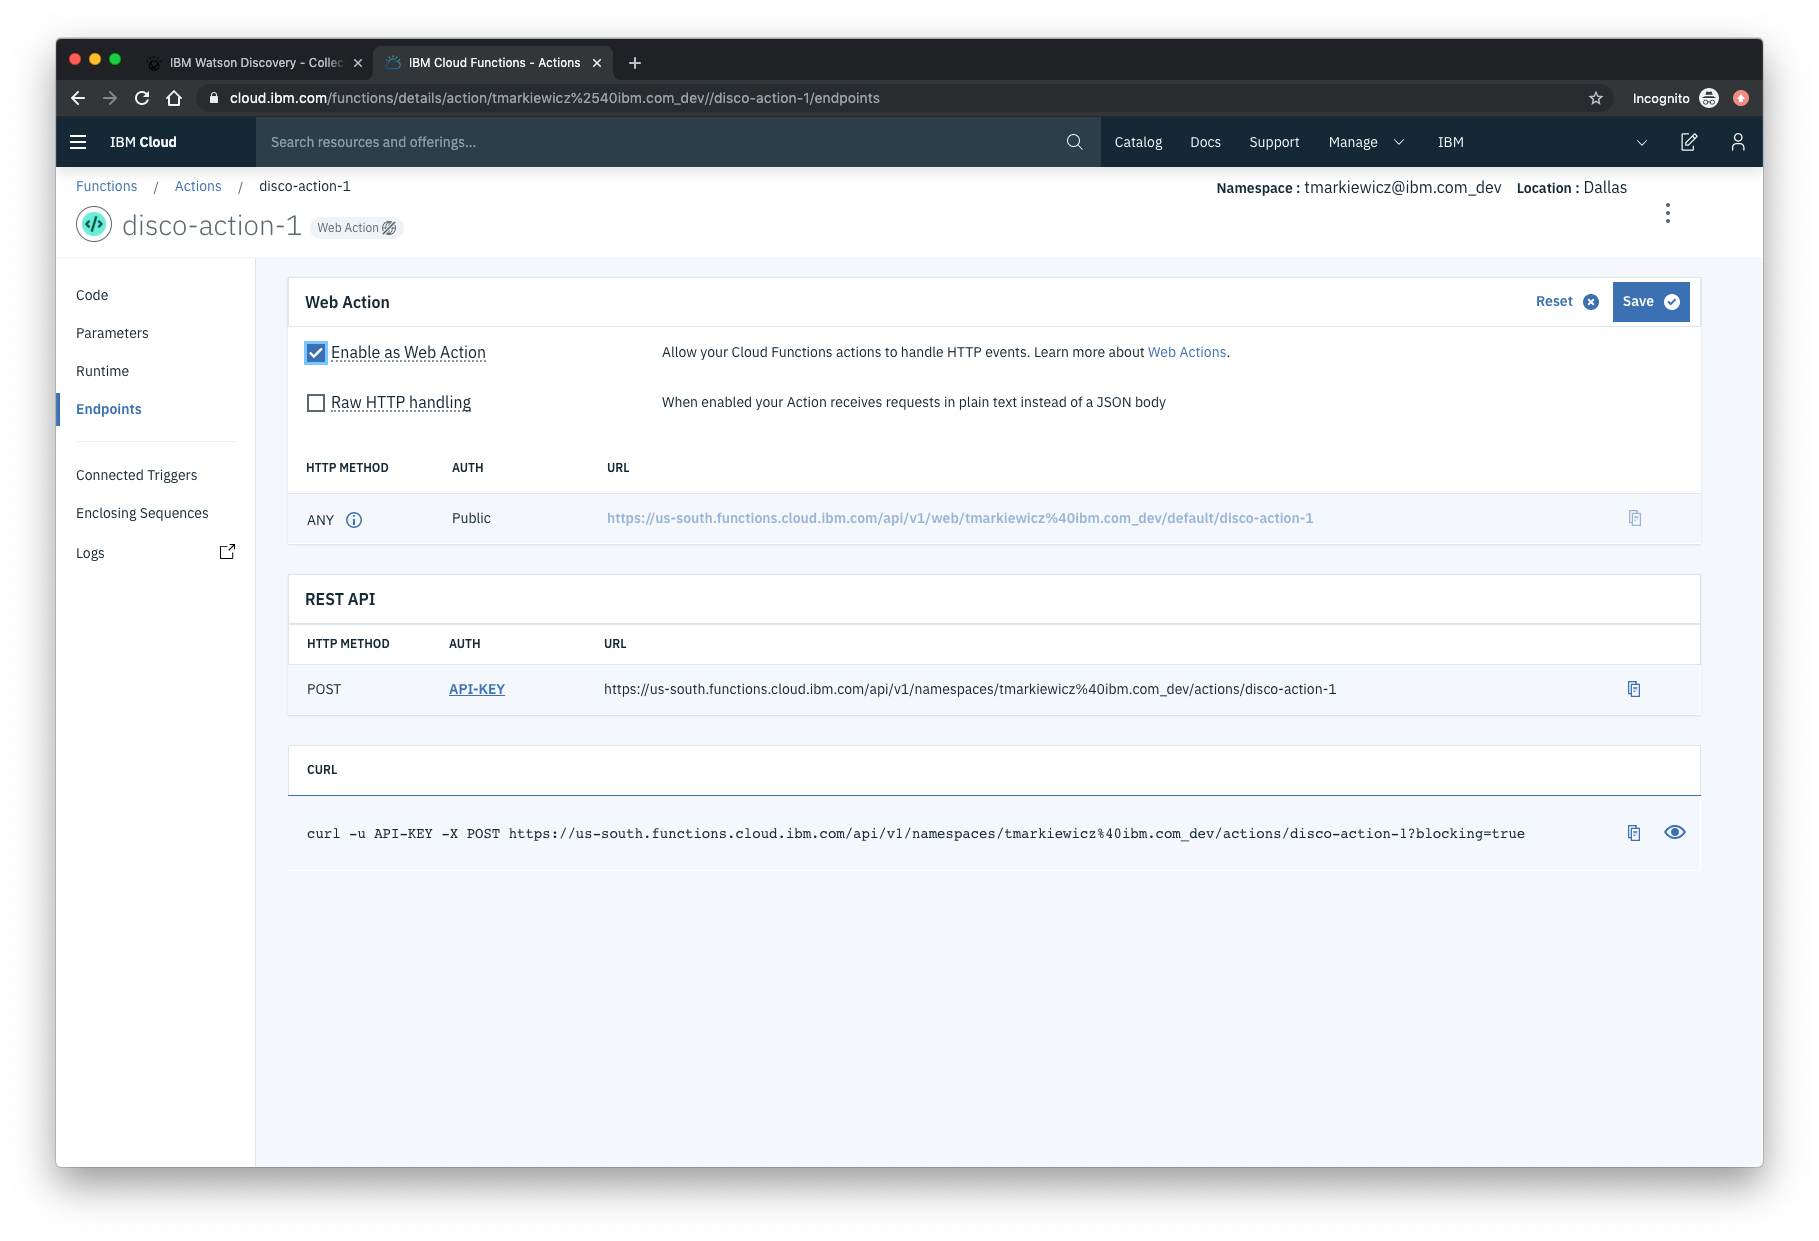 IBM Watson Discovery - Collec
IBM Cloud Functions - Actions
cloud.ibm.com/functions/details/action/tmarkiewicz%2540ibm.com_dev//disco-action-1/endpoints
Incognito
IBM Cloud
Search resources and offerings...
Catalog
Docs
Support
Manage
IBM
Functions / Actions / disco-action-1
Namespace : tmarkiewicz@ibm.com_dev Location : Dallas
disco-action-1 Web Action
Code
Parameters
Runtime
Endpoints
Connected Triggers
Enclosing Sequences
Logs
Web Action
Reset
Save
Enable as Web Action
Allow your Cloud Functions actions to handle HTTP events. Learn more about Web Actions.
Raw HTTP handling
When enabled your Action receives requests in plain text instead of a JSON body
HTTP METHOD AUTH URL
ANY Public https://us-south.functions.cloud.ibm.com/api/v1/web/tmarkiewicz%40ibm.com_dev/default/disco-action-1
REST API
HTTP METHOD AUTH URL
POST API-KEY https://us-south.functions.cloud.ibm.com/api/v1/namespaces/tmarkiewicz%40ibm.com_dev/actions/disco-action-1
CURL
curl -u API-KEY -X POST https://us-south.functions.cloud.ibm.com/api/v1/namespaces/tmarkiewicz%40ibm.com_dev/actions/disco-action-1?blocking=true